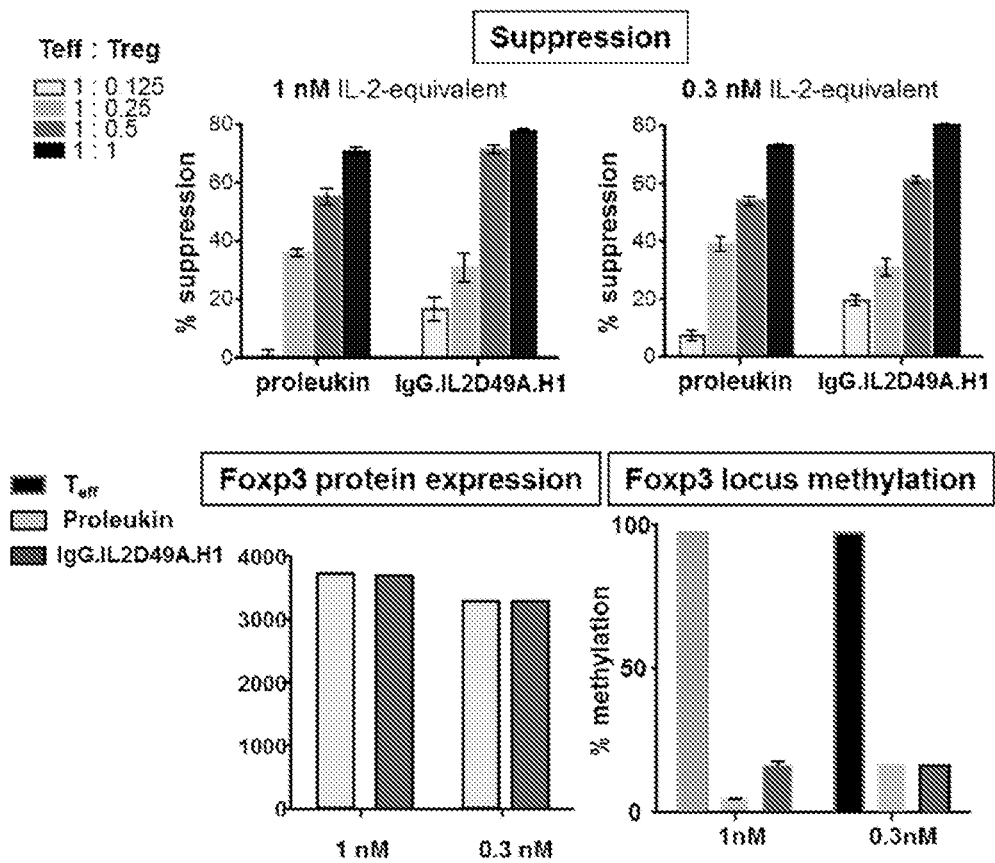 Suppression
Teff : Treg
1 : 0.125
1 : 0.25
1 : 0.5
1 : 1
1 nM IL-2-equivalent
80
60
40
20
0
% suppression
proleukin
IgG.IL2D49A.H1
0.3 nM IL-2-equivalent
80
60
40
20
0
% suppression
proleukin
IgG.IL2D49A.H1
Teff
Proleukin
IgG.IL2D49A.H1
Foxp3 protein expression
4000
3000
2000
1000
0
1 nM
0.3 nM
Foxp3 locus methylation
100
50
0
% methylation
1nM
0.3nM